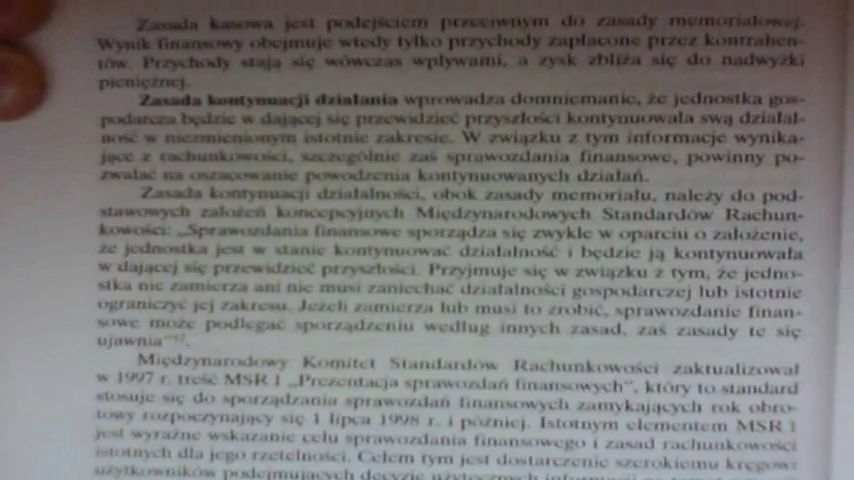 Zasada kasowa jest podejściem przeciwnym do zasady memoriałowej.
Wynik finansowy obejmuje wtedy tylko przychody zapłacone przez kontrahen-
tów. Przychody stają się wówczas wpływami, a zysk zbliża się do nadwyżki
pieniężnej.
Zasada kontynuacji działania wprowadza domniemanie, że jednostka gos-
podarcza będzie w dającej się przewidzieć przyszłości kontynuowała swą działal-
ność w niezmienionym istotnie zakresie. W związku z tym informacje wynika-
jące z rachunkowości, szczególnie zaś sprawozdania finansowe, powinny po-
zwalać na oszacowanie powodzenia kontynuowanych działań.
Zasada kontynuacji działalności, obok zasady memoriału, należy do pod-
stawowych założeń koncepcyjnych Międzynarodowych Standardów Rachun-
kowości: „Sprawozdania finansowe sporządza się zwykle w oparciu o założenie,
że jednostka jest w stanie kontynuować działalność i będzie ją kontynuowała
w dającej się przewidzieć przyszłości. Przyjmuje się w związku z tym, że jedno-
stka nie zamierza ani nie musi zaniechać działalności gospodarczej lub istotnie
ograniczyć jej zakresu. Jeżeli zamierza lub musi to zrobić, sprawozdanie finan-
sowe może podlegać sporządzeniu według innych zasad, zaś zasady te się
ujawnia”
Międzynarodowy Komitet Standardów Rachunkowości zaktualizował
w 1997 r. treść MSR 1 „Prezentacja sprawozdań finansowych”, który to standard
stosuje się do sporządzania sprawozdań finansowych zamykających rok obro-
towy rozpoczynający się 1 lipca 1998 r. i później. Istotnym elementem MSR 1
jest wyraźne wskazanie celu sprawozdania finansowego i zasad rachunkowości
istotnych dla jego rzetelności. Celem tym jest dostarczenie szerokiemu kręgowi
użytkowników podejmujących decyzje użytecznych informacji na temat